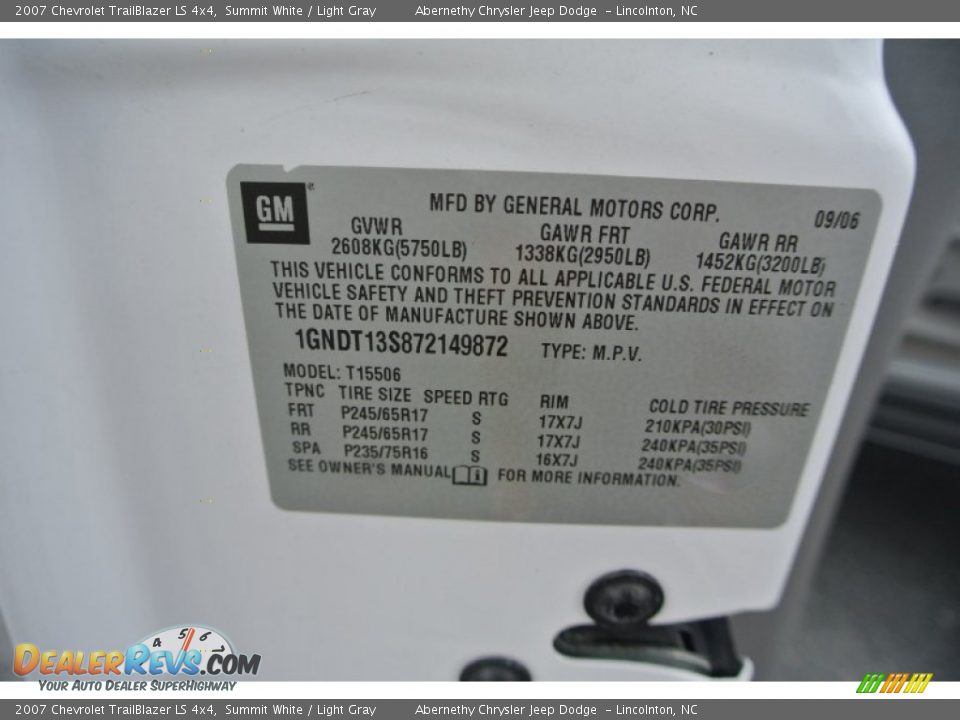 2007 Chevrolet TrailBlazer LS 4x4, Summit White / Light Gray Abernethy Chrysler Jeep Dodge - Lincolnton, NC
GM®
MFD BY GENERAL MOTORS CORP. 09/06
GVWR GAWR FRT GAWR RR
2608KG(5750LB) 1338KG(2950LB) 1452KG(3200LB)
THIS VEHICLE CONFORMS TO ALL APPLICABLE U.S. FEDERAL MOTOR
VEHICLE SAFETY AND THEFT PREVENTION STANDARDS IN EFFECT ON
THE DATE OF MANUFACTURE SHOWN ABOVE.
1GNDT13S872149872 TYPE: M.P.V.
MODEL: T15506
TPNC TIRE SIZE SPEED RTG RIM COLD TIRE PRESSURE
FRT P245/65R17 S 17X7J 210KPA(30PSI)
RR P245/65R17 S 17X7J 240KPA(35PSI)
SPA P235/75R16 S 16X7J 240KPA(35PSI)
SEE OWNER'S MANUAL FOR MORE INFORMATION.
4 5 6 7
DEALERREVS.COM
YOUR AUTO DEALER SUPERHIGHWAY
2007 Chevrolet TrailBlazer LS 4x4, Summit White / Light Gray Abernethy Chrysler Jeep Dodge - Lincolnton, NC